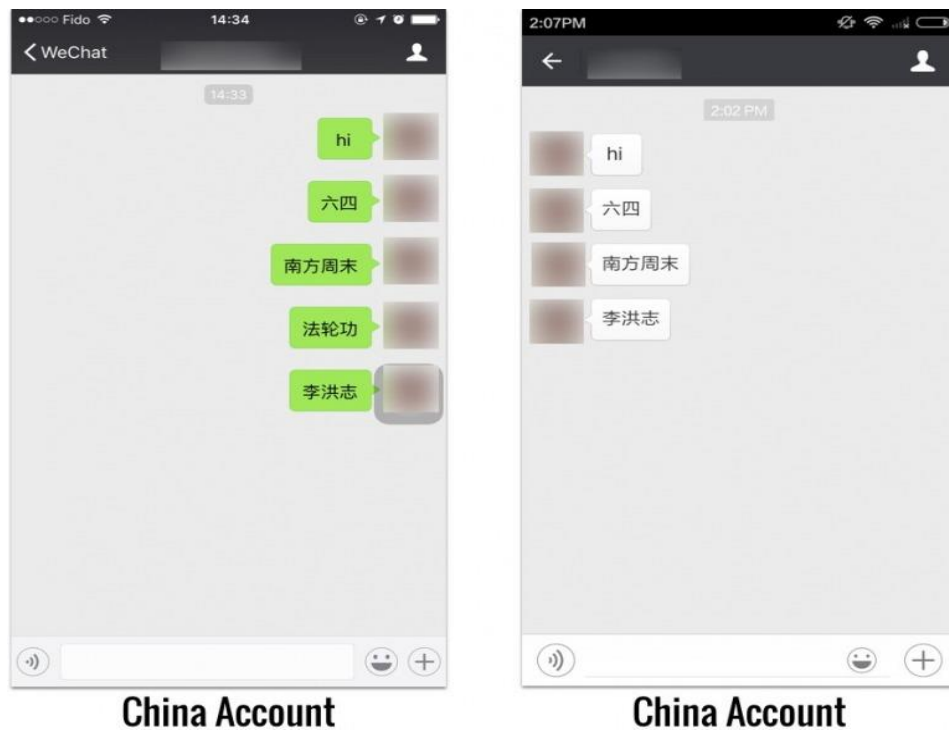 Fido 14:34
WeChat
14:33
hi
六四
南方周末
法轮功
李洪志
China Account
2:07PM
2:02 PM
hi
六四
南方周末
李洪志
China Account